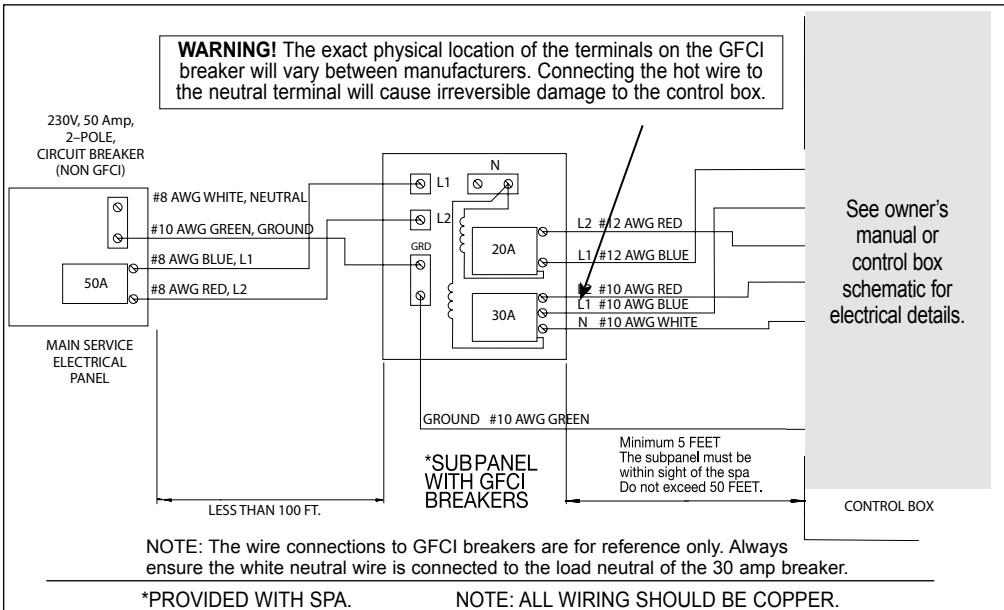 WARNING! The exact physical location of the terminals on the GFCI
breaker will vary between manufacturers. Connecting the hot wire to
the neutral terminal will cause irreversible damage to the control box.
230V, 50 Amp,
2–POLE,
CIRCUIT BREAKER
(NON GFCI)
#8 AWG WHITE, NEUTRAL
#10 AWG GREEN, GROUND
#8 AWG BLUE, L1
50A
#8 AWG RED, L2
MAIN SERVICE
ELECTRICAL
PANEL
L1
N
L2
GRD
20A
30A
L2 #12 AWG RED
L1 #12 AWG BLUE
L2 #10 AWG RED
L1 #10 AWG BLUE
N #10 AWG WHITE
GROUND #10 AWG GREEN
See owner's
manual or
control box
schematic for
electrical details.
*SUBPANEL
WITH GFCI
BREAKERS
Minimum 5 FEET
The subpanel must be
within sight of the spa
Do not exceed 50 FEET.
LESS THAN 100 FT.
CONTROL BOX
NOTE: The wire connections to GFCI breakers are for reference only. Always
ensure the white neutral wire is connected to the load neutral of the 30 amp breaker.
*PROVIDED WITH SPA. NOTE: ALL WIRING SHOULD BE COPPER.